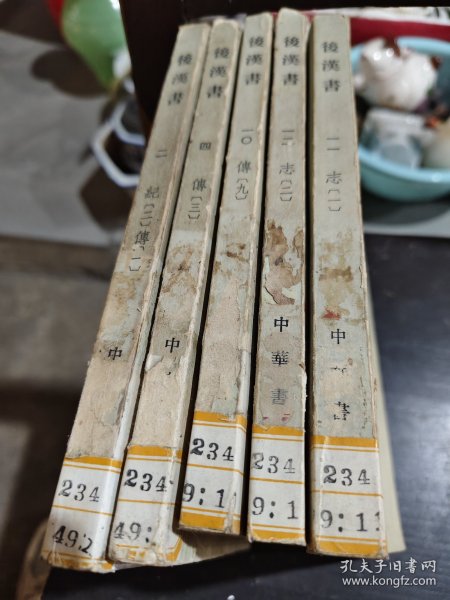 後漢書
二 紀〔二〕傳〔一〕
中
234
49:2
後漢書
四 傳〔三〕
中
234
49:
後漢書
一〇 傳〔九〕
234
9:1
後漢書
一二 志〔二〕
中華書
234
9:1
後漢書
一一 志〔一〕
中
書
234
9:1
孔夫子旧书网
www.kongfz.com